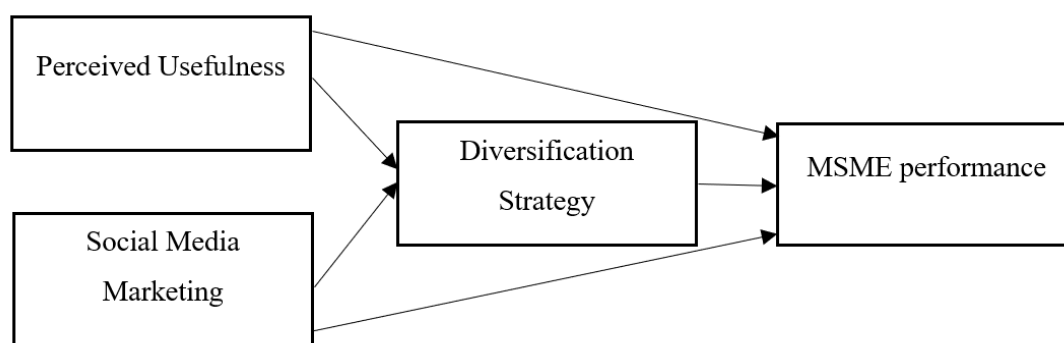 Perceived Usefulness
Diversification
Strategy
MSME performance
Social Media
Marketing